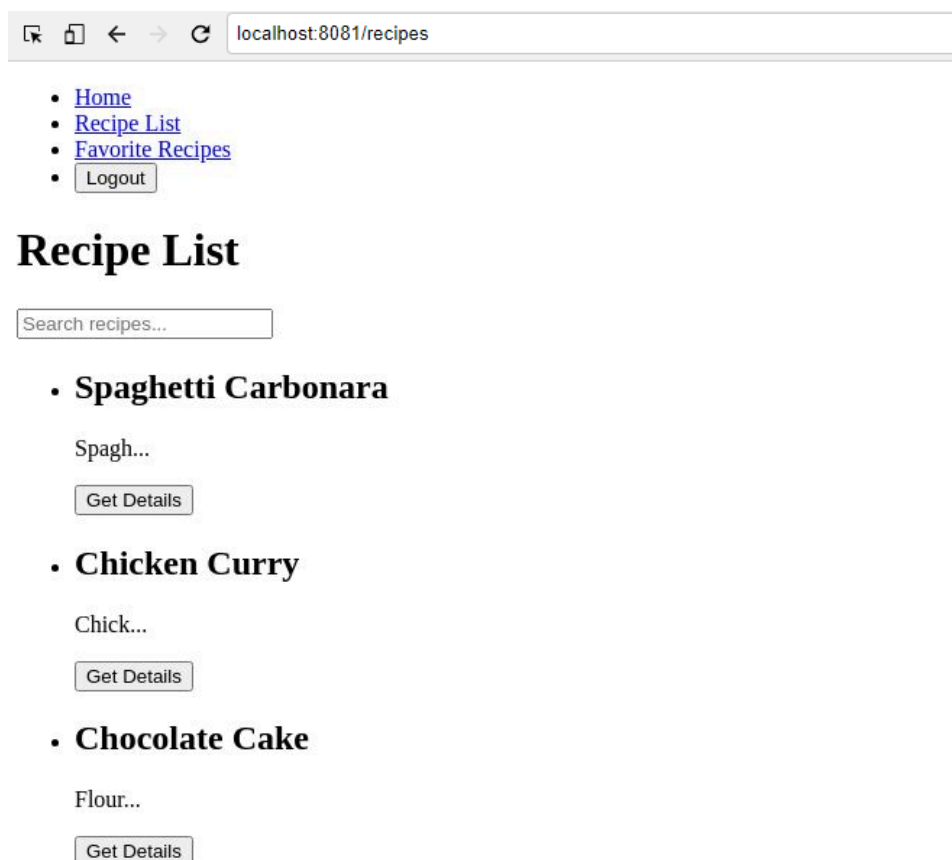 localhost:8081/recipes
Home
Recipe List
Favorite Recipes
Logout
Recipe List
Search recipes...
Spaghetti Carbonara
Spagh...
Get Details
Chicken Curry
Chick...
Get Details
Chocolate Cake
Flour...
Get Details